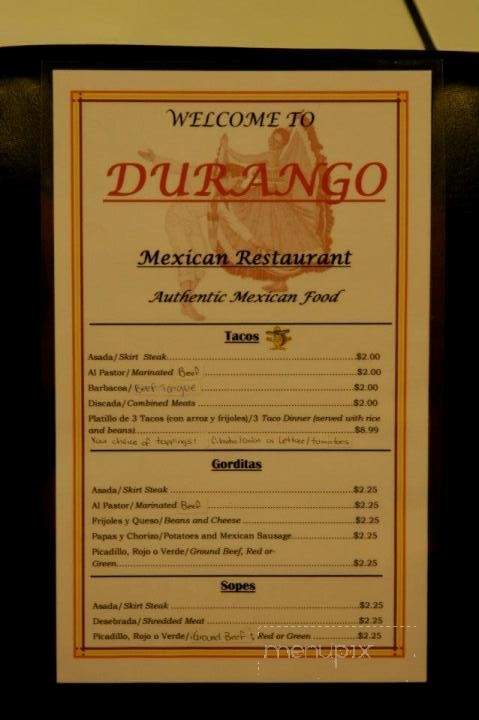 WELCOME TO
DURANGO
Mexican Restaurant
Authentic Mexican Food
Tacos
Asada/Skirt Steak...$2.00
Al Pastor/Marinated Beef...$2.00
Barbacoa/Beef Tongue...$2.00
Discada/Combined Meats...$2.00
Platillo de 3 Tacos (con arroz y frijoles)/3 Taco Dinner (served with rice
and beans)...$8.99
Your choice of toppings! Cilantro/onion or Lettuce/tomatoes
Gorditas
Asada/Skirt Steak...$2.25
Al Pastor/Marinated Beef...$2.25
Frijoles y Queso/Beans and Cheese...$2.25
Papas y Chorizo/Potatoes and Mexican Sausage...$2.25
Picadillo, Rojo o Verde/Ground Beef, Red or
Green...$2.25
Sopes
Asada/Skirt Steak...$2.25
Desebrada/Shredded Meat...$2.25
Picadillo, Rojo o Verde/Ground Beef, Red or Green...$2.25
menupix